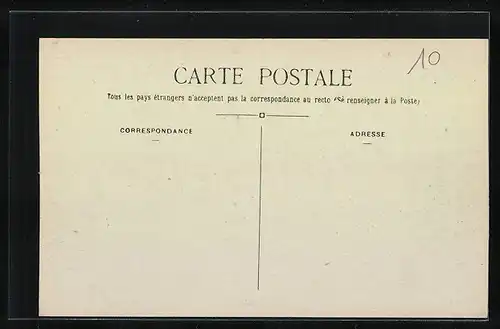 10
CARTE POSTALE
Tous les pays étrangers n'acceptent pas la correspondance au recto (Se renseigner à la Poste)
CORRESPONDANCE
ADRESSE